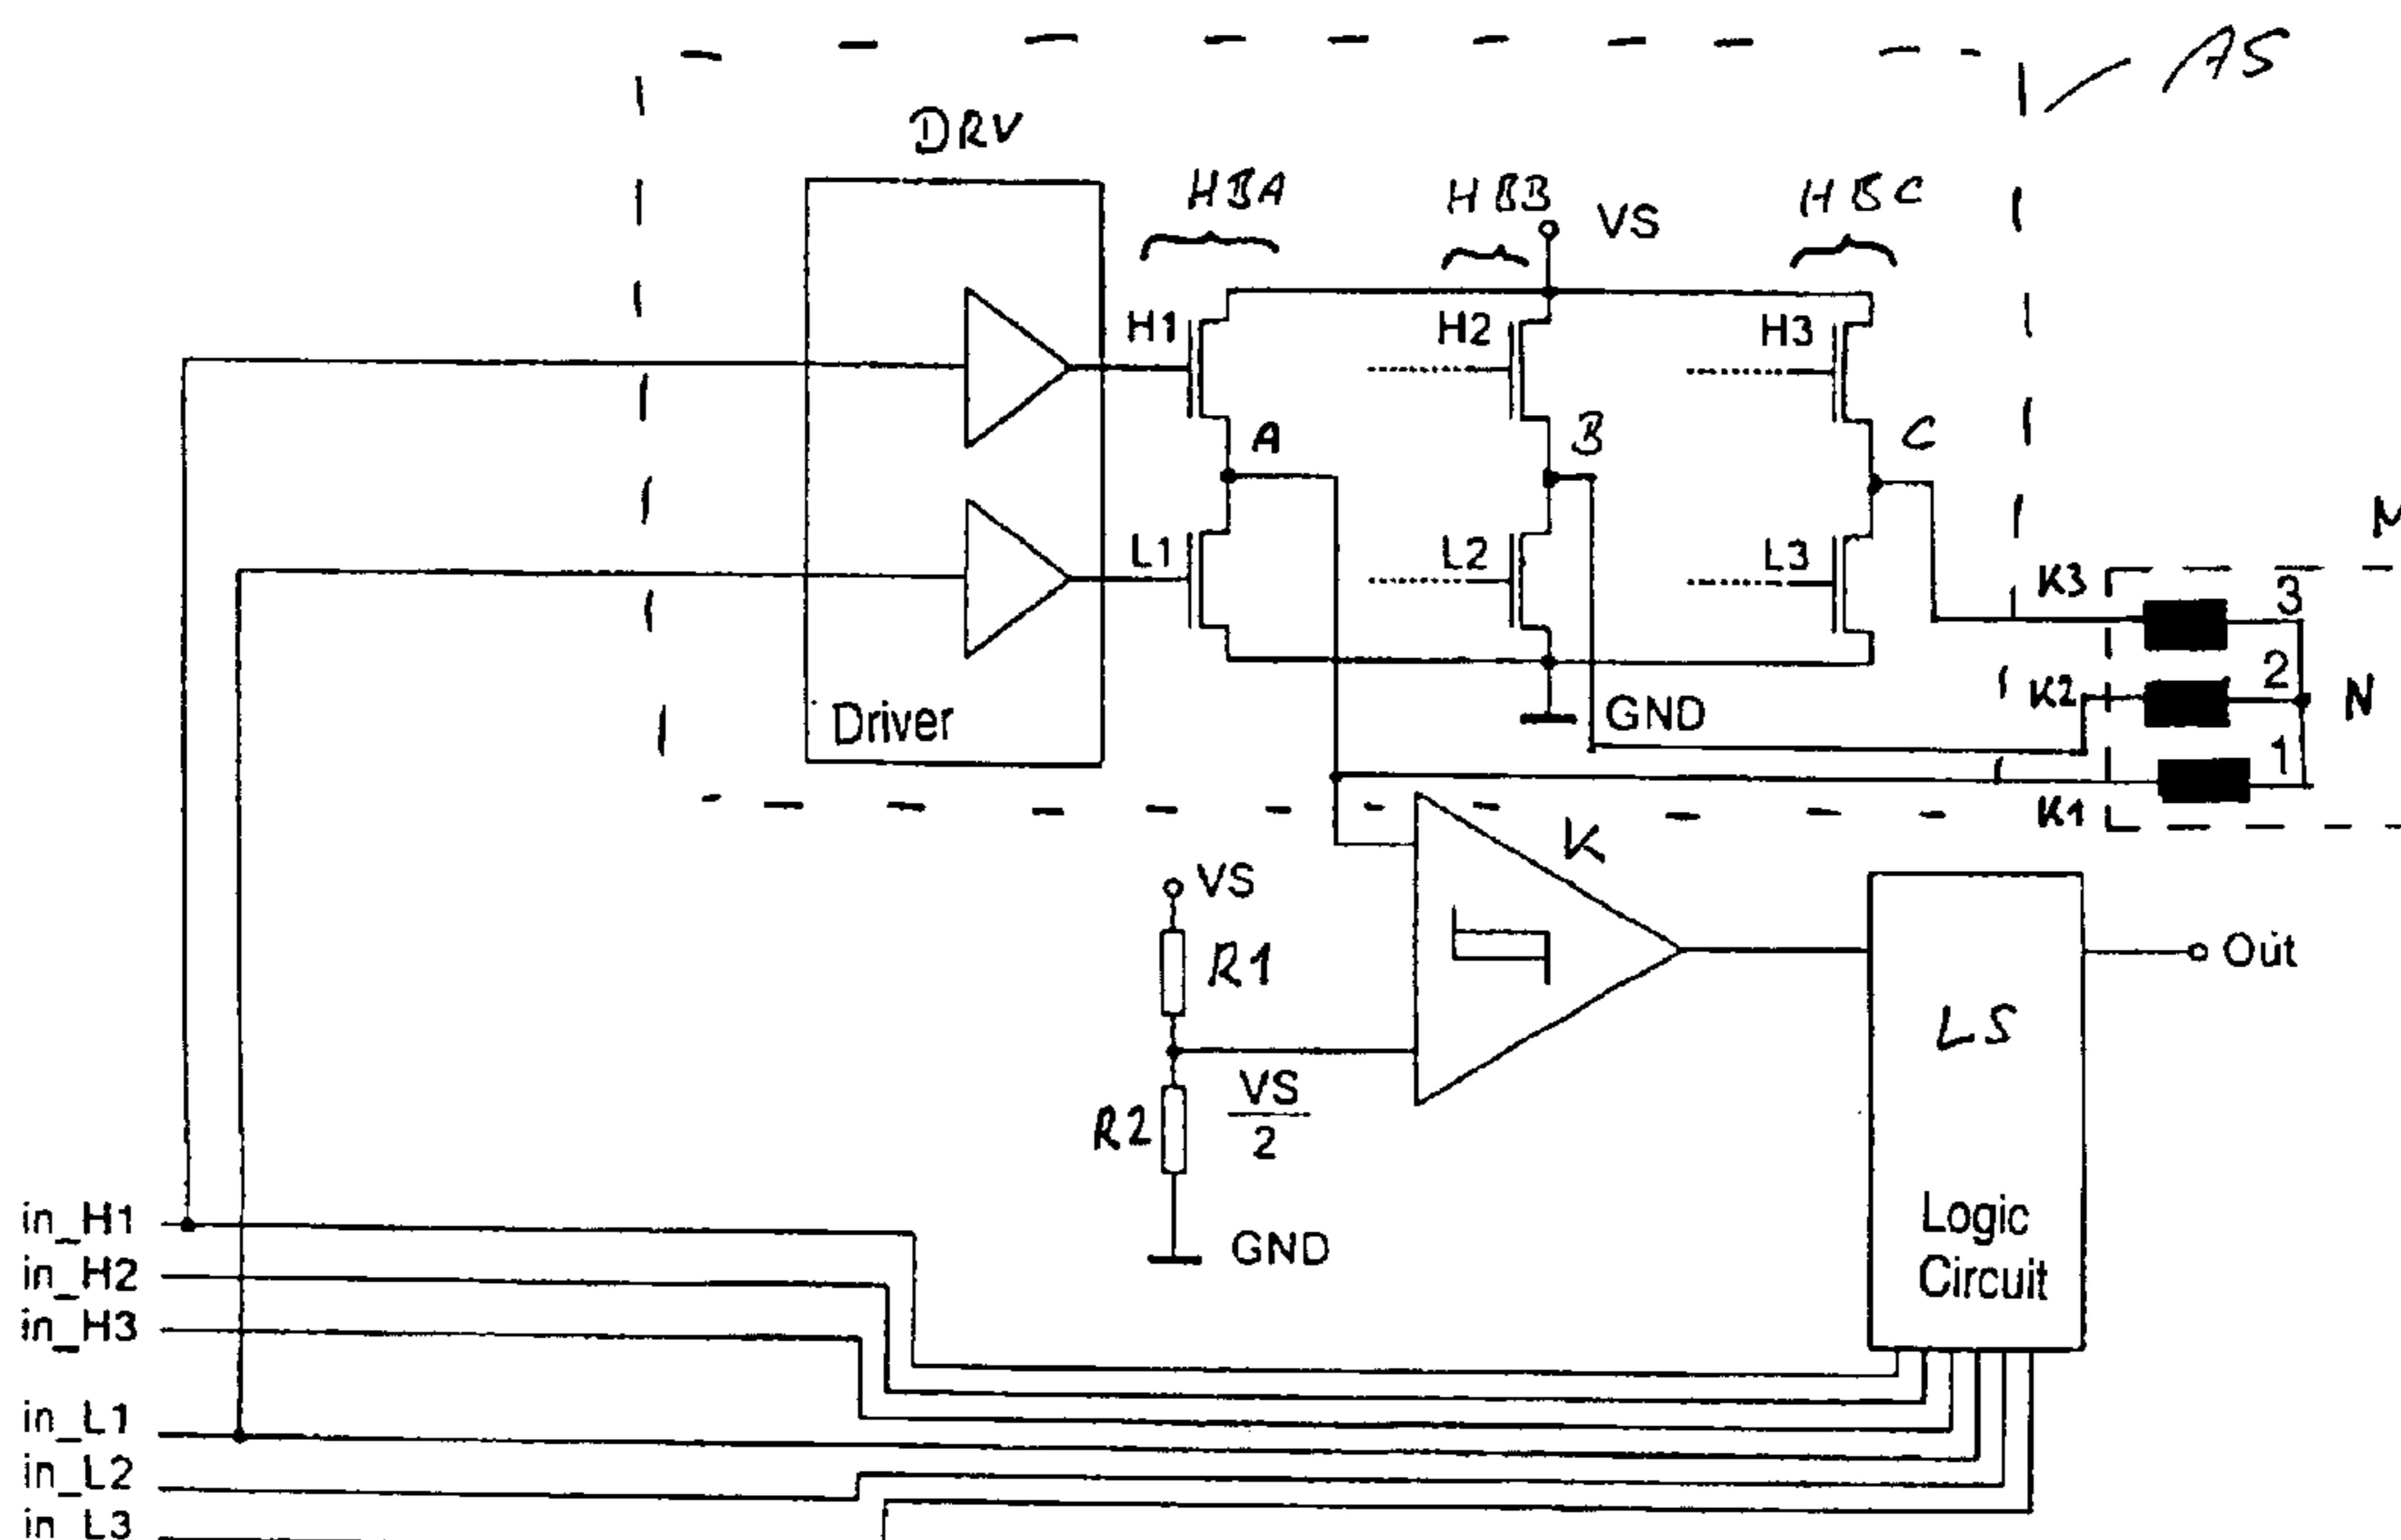 AS
DRV
HBA
HBB
HBC
VS
H1
H2
H3
A
B
C
L1
L2
L3
M
K3
3
K2
2
N
1
K1
GND
Driver
K
VS
R1
VS
2
R2
GND
LS
Logic
Circuit
Out
in_H1
in_H2
in_H3
in_L1
in_L2
in_L3